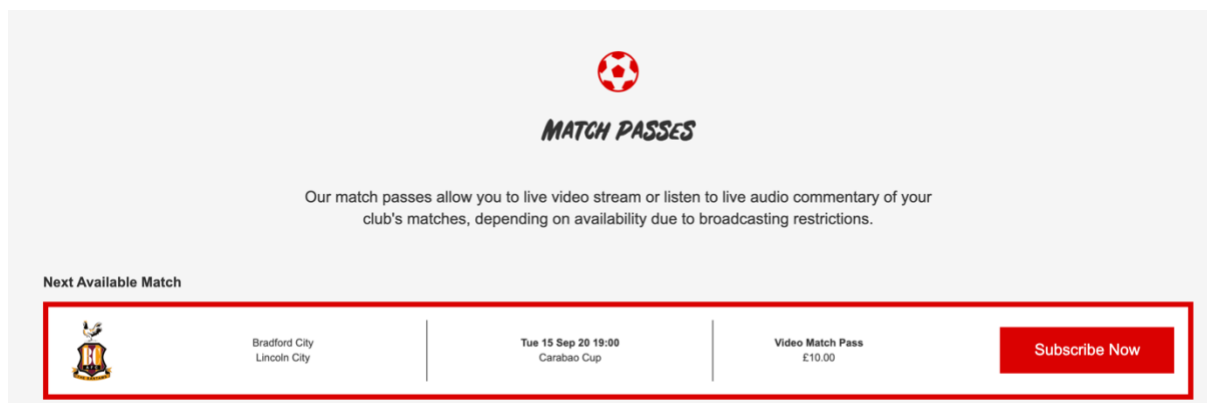 MATCH PASSES
Our match passes allow you to live video stream or listen to live audio commentary of your
club's matches, depending on availability due to broadcasting restrictions.
Next Available Match
Bradford City
Lincoln City
Tue 15 Sep 20 19:00
Carabao Cup
Video Match Pass
£10.00
Subscribe Now